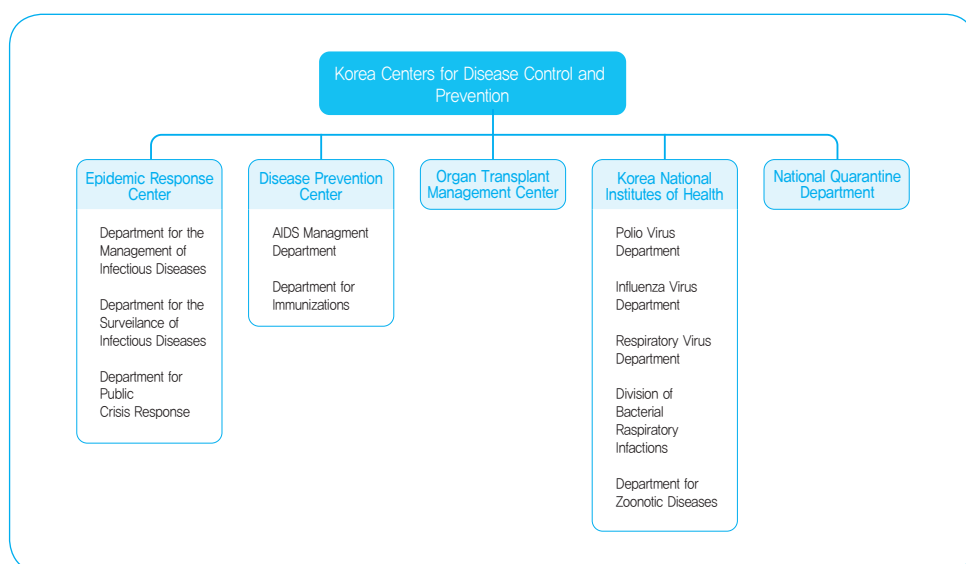 Korea Centers for Disease Control and
Prevention
Epidemic Response
Center
Department for the
Management of
Infectious Diseases
Department for the
Surveilance of
Infectious Diseases
Department for
Public
Crisis Response
Disease Prevention
Center
AIDS Managment
Department
Department for
Immunizations
Organ Transplant
Management Center
Korea National
Institutes of Health
Polio Virus
Department
Influenza Virus
Department
Respiratory Virus
Department
Division of
Bacterial
Raspiratory
Infactions
Department for
Zoonotic Diseases
National Quarantine
Department